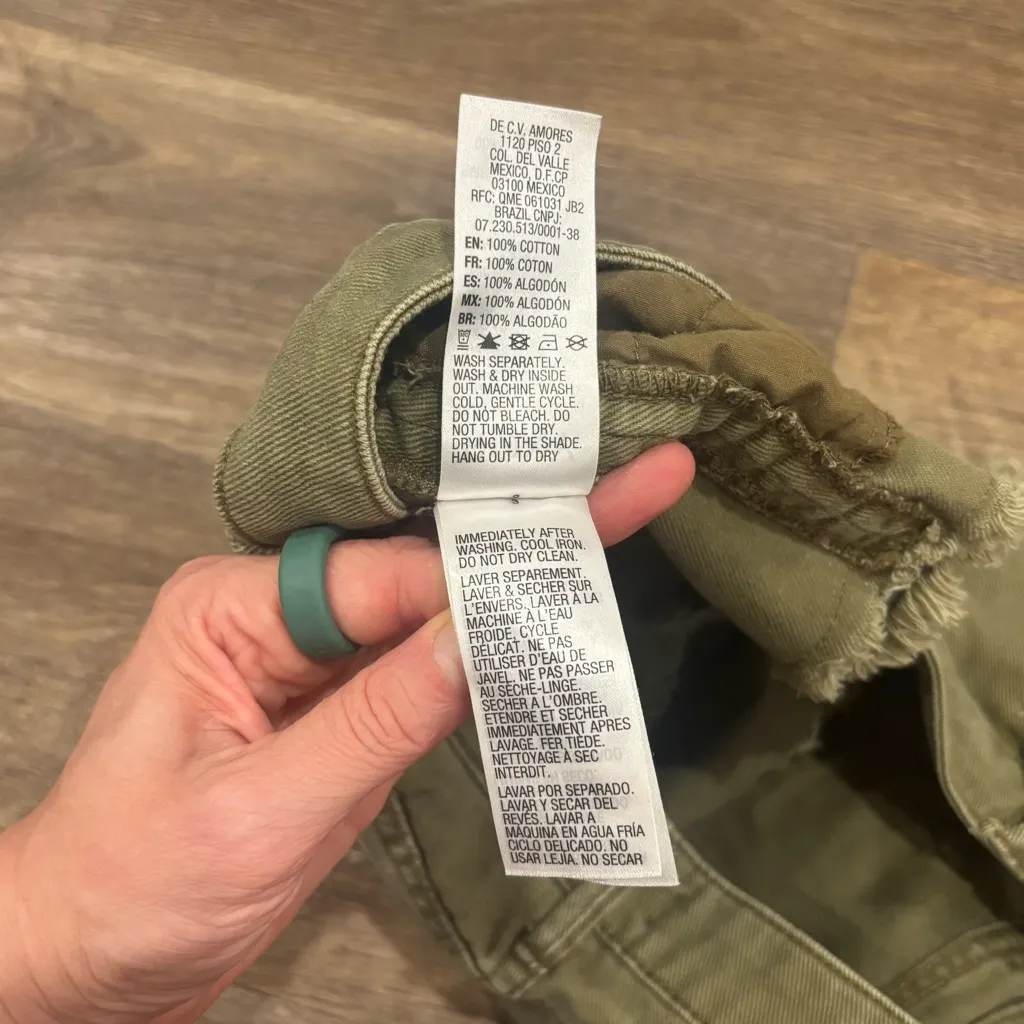 DE C.V. AMORES
1120 PISO 2
COL. DEL VALLE
MEXICO, D.F.CP
03100 MEXICO
RFC: QME 061031 JB2
BRAZIL CNPJ:
07.230.513/0001-38
EN: 100% COTTON
FR: 100% COTON
ES: 100% ALGODÓN
MX: 100% ALGODÓN
BR: 100% ALGODÃO
WASH SEPARATELY.
WASH & DRY INSIDE
OUT. MACHINE WASH
COLD, GENTLE CYCLE.
DO NOT BLEACH. DO
NOT TUMBLE DRY.
DRYING IN THE SHADE.
HANG OUT TO DRY
IMMEDIATELY AFTER
WASHING. COOL IRON.
DO NOT DRY CLEAN.
LAVER SEPAREMENT.
LAVER & SECHER SUR
L'ENVERS. LAVER À LA
MACHINE À L'EAU
FROIDE, CYCLE
DÉLICAT. NE PAS
UTILISER D'EAU DE
JAVEL. NE PAS PASSER
AU SÈCHE-LINGE.
SECHER À L'OMBRE.
ETENDRE ET SÉCHER
IMMEDIATEMENT APRES
LAVAGE. FER TIÈDE.
NETTOYAGE À SEC
INTERDIT.
LAVAR POR SEPARADO.
LAVAR Y SECAR DEL
REVÉS. LAVAR A
MÁQUINA EN AGUA FRÍA
CICLO DELICADO. NO
USAR LEJÍA. NO SECAR